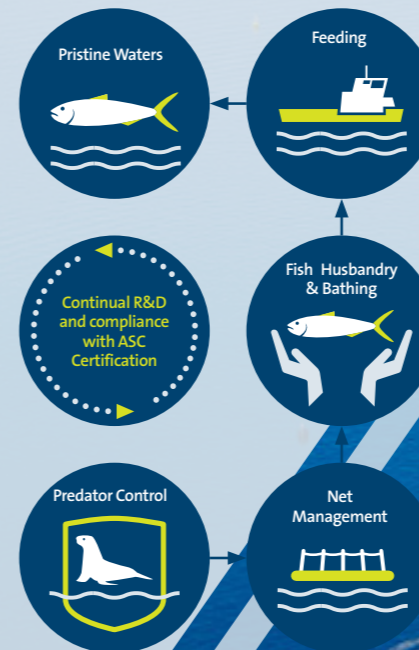 Pristine Waters
Feeding
Continual R&D
and compliance
with ASC
Certification
Fish Husbandry
& Bathing
Predator Control
Net
Management